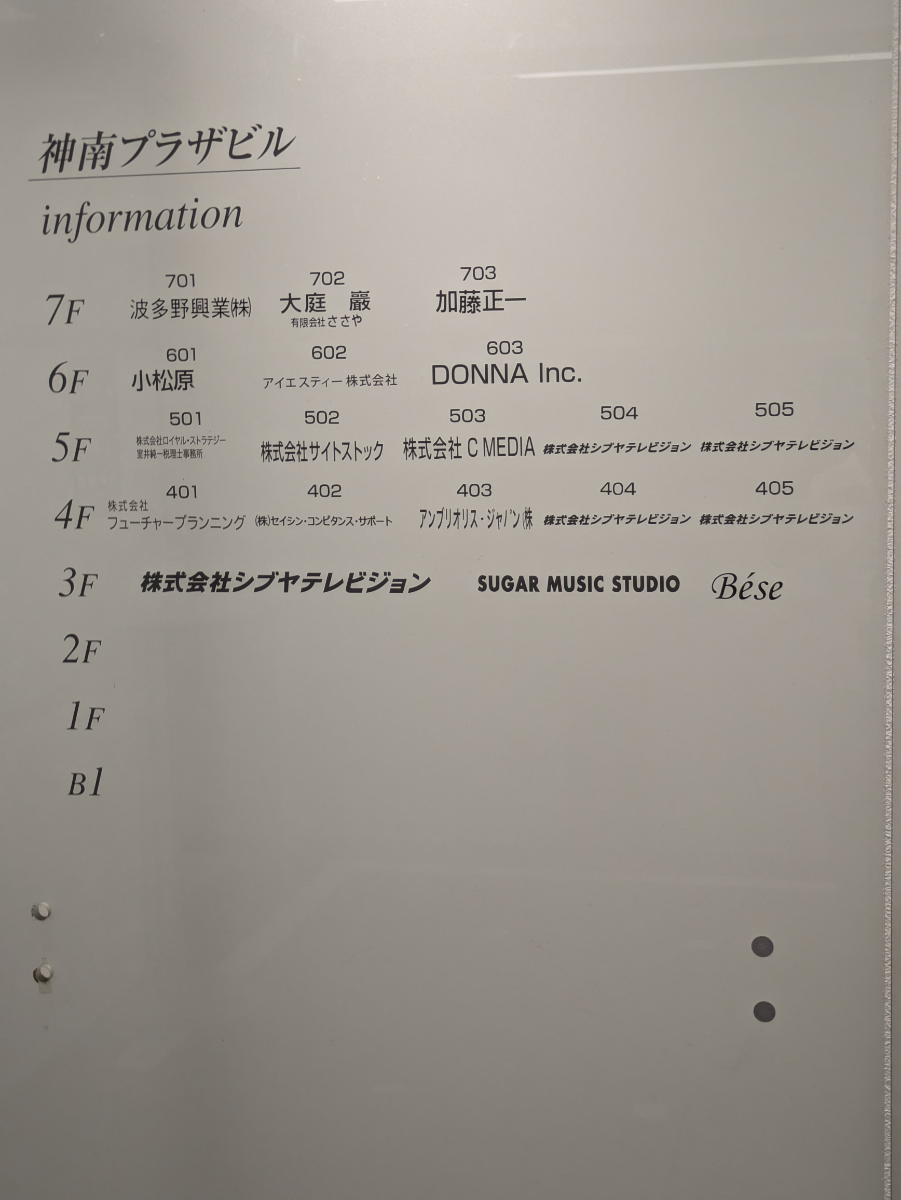 神南プラザビル
information
701 702 703
7F 波多野興業㈱ 大庭 巖 加藤正一
有限会社ささや
601 602 603
6F 小松原 アイエスティー株式会社 DONNA Inc.
501 502 503 504 505
株式会社ロイヤル・ストラテジー
5F 株式会社サイトストック 株式会社 C MEDIA 株式会社シブヤテレビジョン 株式会社シブヤテレビジョン
室井純一税理士事務所
401 402 403 404 405
株式会社
4F フューチャープランニング (株)セイシン・コンピタンス・サポート アンブリオリス・ジャパン(株 株式会社シブヤテレビジョン 株式会社シブヤテレビジョン
3F 株式会社シブヤテレビジョン SUGAR MUSIC STUDIO Bése
2F
1F
B1